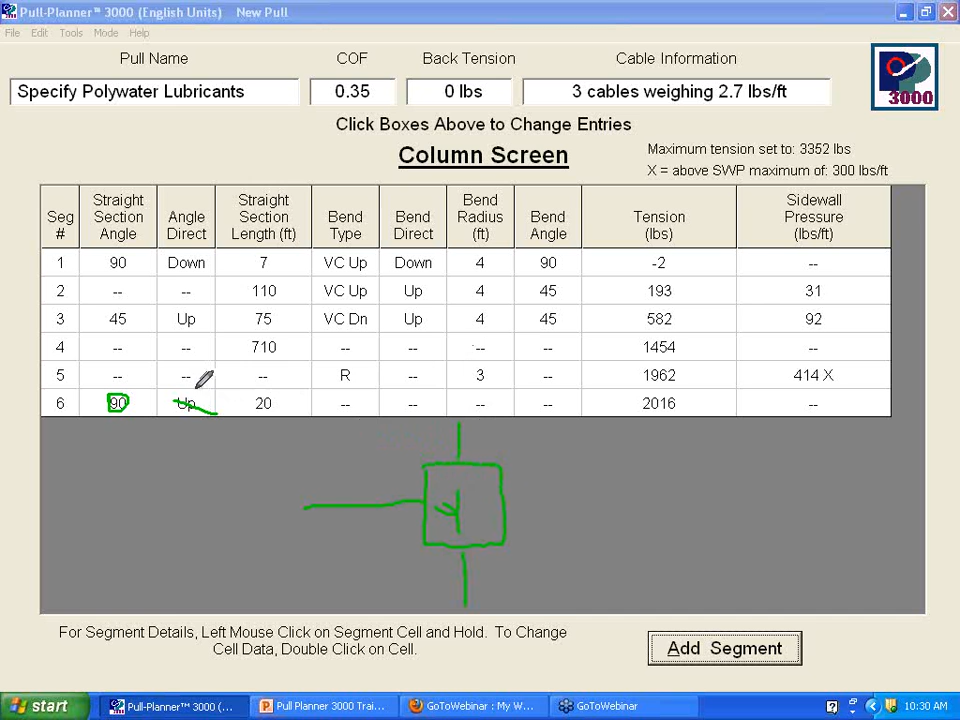 Pull-Planner™ 3000 (English Units)    New Pull
File Edit Tools Mode Help
Pull Name COF Back Tension Cable Information
Specify Polywater Lubricants 0.35 0 lbs 3 cables weighing 2.7 lbs/ft
3000
Click Boxes Above to Change Entries
Column Screen
Maximum tension set to: 3352 lbs
X = above SWP maximum of: 300 lbs/ft
Seg # Straight Section Angle Angle Direct Straight Section Length (ft) Bend Type Bend Direct Bend Radius (ft) Bend Angle Tension (lbs) Sidewall Pressure (lbs/ft)
1 90 Down 7 VC Up Down 4 90 -2 --
2 -- -- 110 VC Up Up 4 45 193 31
3 45 Up 75 VC Dn Up 4 45 582 92
4 -- -- 710 -- -- -- -- 1454 --
5 -- -- -- R -- 3 -- 1962 414 X
6 90 Up 20 -- -- -- -- 2016 --
For Segment Details, Left Mouse Click on Segment Cell and Hold. To Change
Cell Data, Double Click on Cell.
Add Segment
start Pull-Planner™ 3000 (... Pull Planner 3000 Trai... GoToWebinar : My W... GoToWebinar 10:30 AM